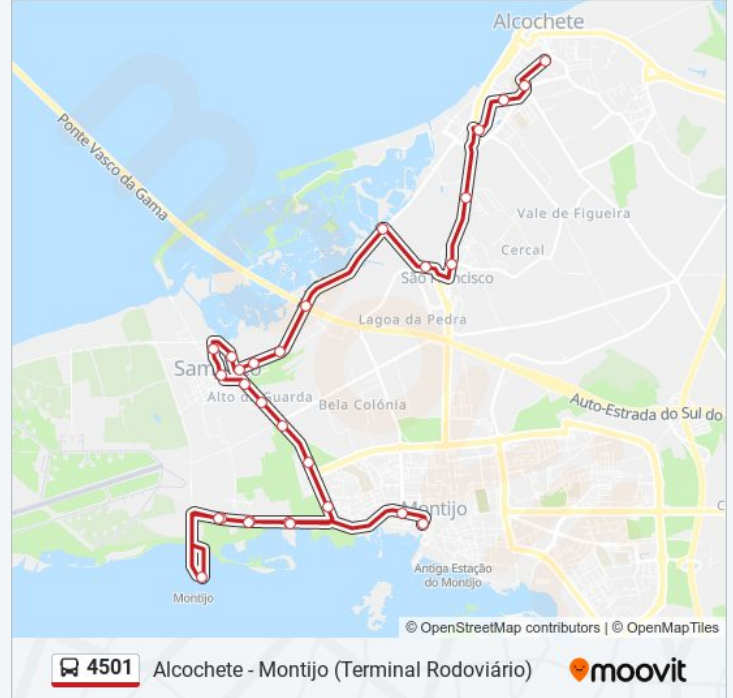 Alcochete
Ponte Vasco da Gama
Vale de Figueira
Cercal
São Francisco
Lagoa da Pedra
Alto da Guarda
Bela Colónia
Auto-Estrada do Sul do
Montijo
C
Antiga Estação
do Montijo
Montijo
© OpenStreetMap contributors | © OpenMapTiles
4501 Alcochete - Montijo (Terminal Rodoviário) moovit